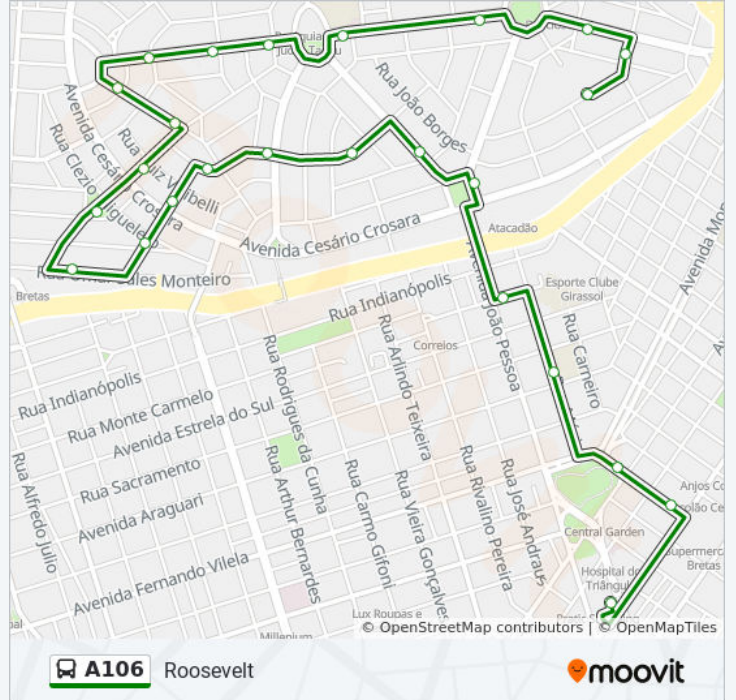 Rua João Borges
Avenida Cesário Crosara
Rua Clezio
Avenida Cesário Crosara
Atacadão
Monteiro
Bretas
Esporte Clube
Girassol
Rua Indianópolis
Avenida João Pessoa
Rua Carneiro
Correios
Rua Arlindo Teixeira
Rua Rodrigues da Cunha
Rua Indianópolis
Rua Monte Carmelo
Avenida Estrela do Sul
Rua Sacramento
Avenida Araguari
Rua Alfredo Julio
Rua Arthur Bernardes
Rua Carmo Gifoni
Rua Vieira Gonçalves
Rua Rivalino Pereira
Rua José Andraus
Avenida Fernando Vilela
Central Garden
Hospital do
Triângulo
Bretas
Lux Roupas e
Millenium
© OpenStreetMap contributors | © OpenMapTiles
A106 Roosevelt
moovit